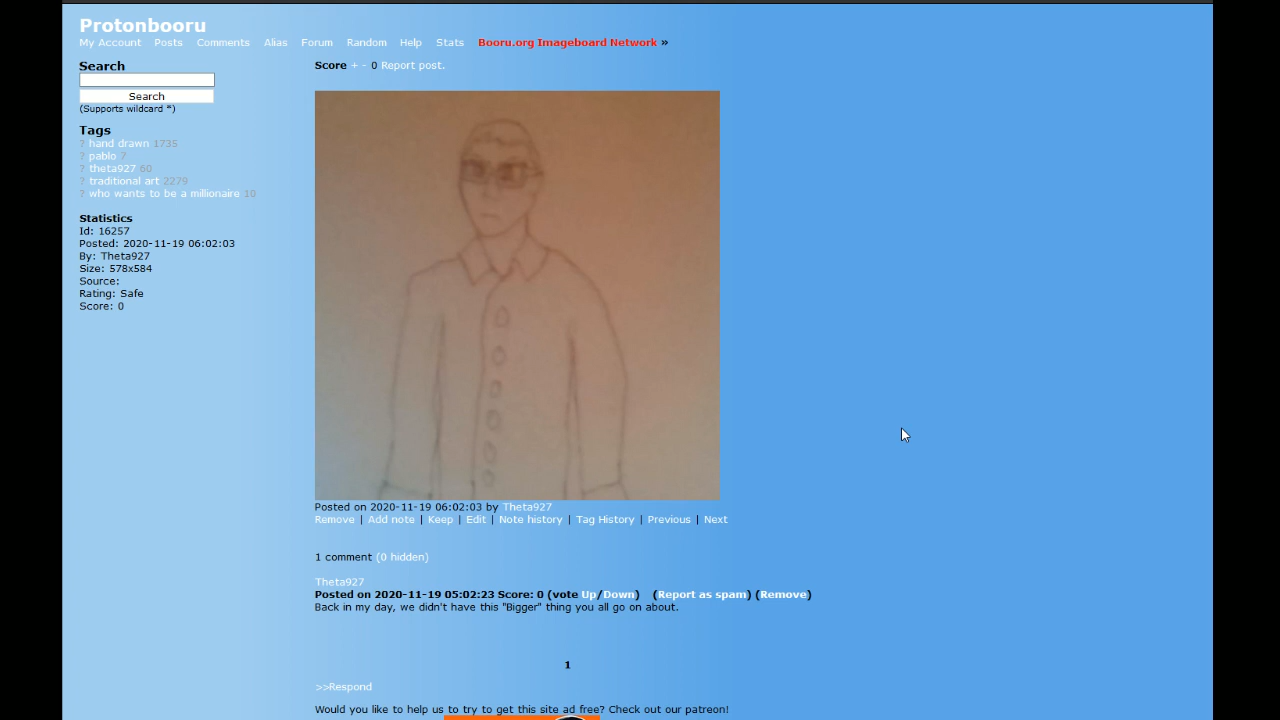 Protonbooru
My Account Posts Comments Alias Forum Random Help Stats Booru.org Imageboard Network »
Search
Search
(Supports wildcard *)
Tags
? hand drawn 1735
? pablo 7
? theta927 60
? traditional art 2279
? who wants to be a millionaire 10
Statistics
Id: 16257
Posted: 2020-11-19 06:02:03
By: Theta927
Size: 578x584
Source:
Rating: Safe
Score: 0
Score + - 0 Report post.
Posted on 2020-11-19 06:02:03 by Theta927
Remove | Add note | Keep | Edit | Note history | Tag History | Previous | Next
1 comment (0 hidden)
Theta927
Posted on 2020-11-19 05:02:23 Score: 0 (vote Up/Down) (Report as spam) (Remove)
Back in my day, we didn't have this "Bigger" thing you all go on about.
1
>>Respond
Would you like to help us to try to get this site ad free? Check out our patreon!